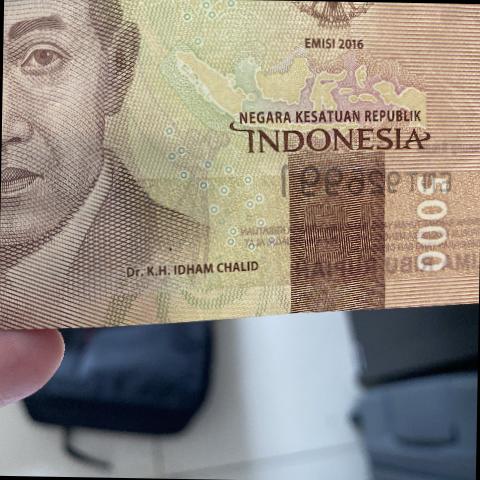 EMISI 2016
NEGARA KESATUAN REPUBLIK
INDONESIA
5000
Dr. K.H. IDHAM CHALID